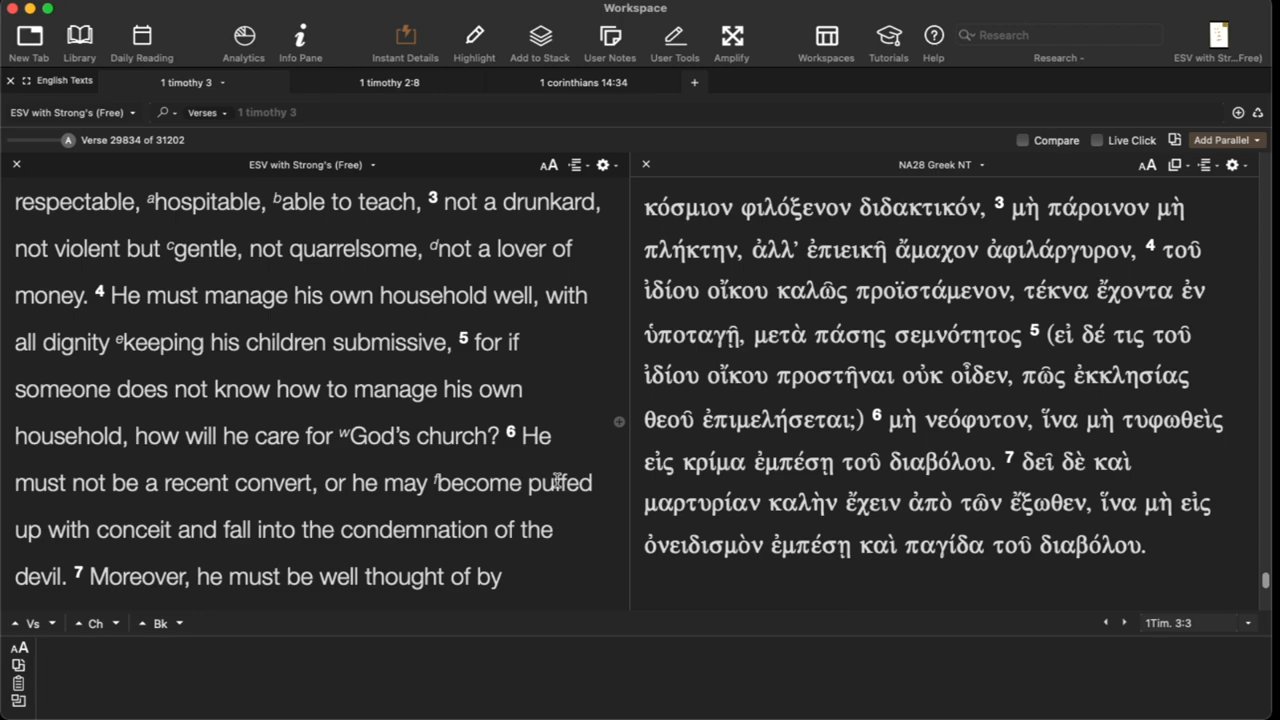 Workspace
New Tab Library Daily Reading Analytics Info Pane Instant Details Highlight Add to Stack User Notes User Tools Amplify Workspaces Tutorials Help Research Research ESV with Str...Free)
English Texts 1 timothy 3 1 timothy 2:8 1 corinthians 14:34 +
ESV with Strong's (Free) Verses 1 timothy 3
A Verse 29834 of 31202 Compare Live Click Add Parallel
ESV with Strong's (Free)
respectable, ᵃhospitable, ᵇable to teach, 3 not a drunkard,
not violent but ᶜgentle, not quarrelsome, ᵈnot a lover of
money. 4 He must manage his own household well, with
all dignity ᵉkeeping his children submissive, 5 for if
someone does not know how to manage his own
household, how will he care for ʷGod's church? 6 He
must not be a recent convert, or he may ᶠbecome puffed
up with conceit and fall into the condemnation of the
devil. 7 Moreover, he must be well thought of by
NA28 Greek NT
κόσμιον φιλόξενον διδακτικόν, 3 μὴ πάροινον μὴ
πλήκτην, ἀλλ’ ἐπιεικῆ ἄμαχον ἀφιλάργυρον, 4 τοῦ
ἰδίου οἴκου καλῶς προϊστάμενον, τέκνα ἔχοντα ἐν
ὑποταγῇ, μετὰ πάσης σεμνότητος 5 (εἰ δέ τις τοῦ
ἰδίου οἴκου προστῆναι οὐκ οἶδεν, πῶς ἐκκλησίας
θεοῦ ἐπιμελήσεται;) 6 μὴ νεόφυτον, ἵνα μὴ τυφωθεὶς
εἰς κρίμα ἐμπέσῃ τοῦ διαβόλου. 7 δεῖ δὲ καὶ
μαρτυρίαν καλὴν ἔχειν ἀπὸ τῶν ἔξωθεν, ἵνα μὴ εἰς
ὀνειδισμὸν ἐμπέσῃ καὶ παγίδα τοῦ διαβόλου.
Vs Ch Bk 1Tim. 3:3